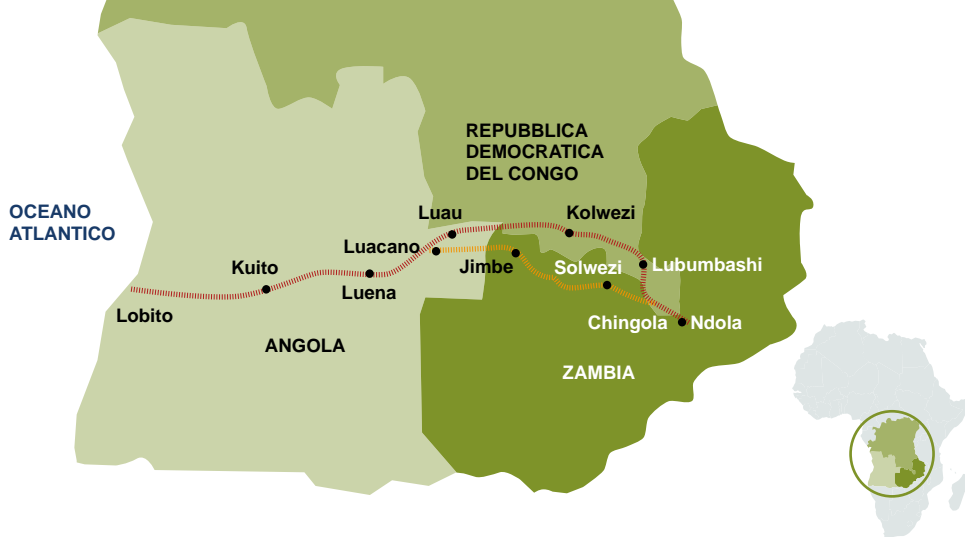 REPUBBLICA
DEMOCRATICA
DEL CONGO
OCEANO
ATLANTICO
Luau
Kolwezi
Luacano
Jimbe
Solwezi
Lubumbashi
Kuito
Luena
Lobito
Chingola
Ndola
ANGOLA
ZAMBIA